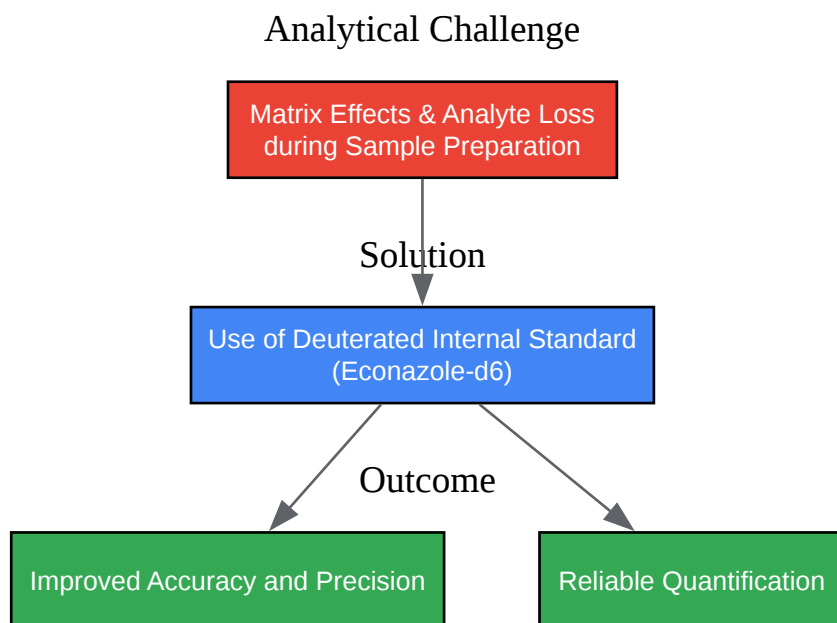 Analytical Challenge
Matrix Effects & Analyte Loss
during Sample Preparation
Solution
Use of Deuterated Internal Standard
(Econazole-d6)
Outcome
Improved Accuracy and Precision
Reliable Quantification